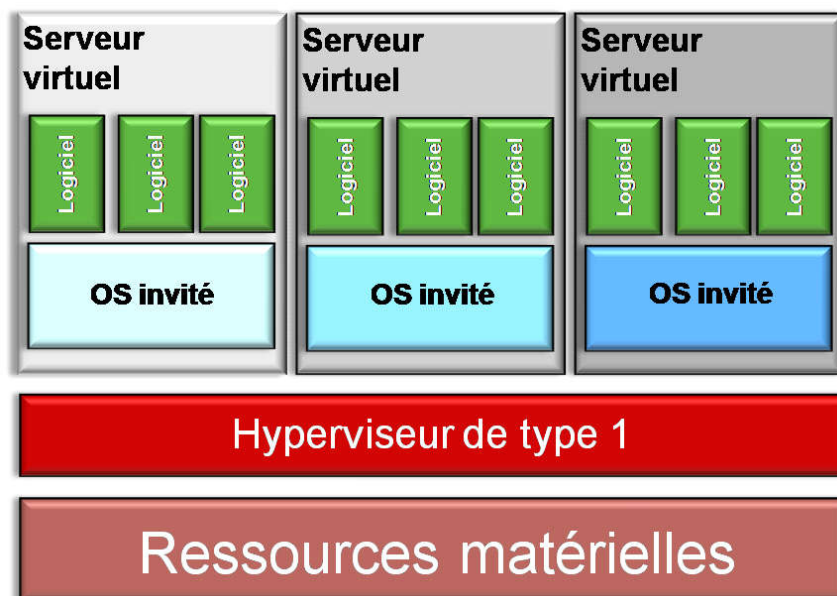 Serveur
virtuel
Logiciel
Logiciel
Logiciel
OS invité
Serveur
virtuel
Logiciel
Logiciel
Logiciel
OS invité
Serveur
virtuel
Logiciel
Logiciel
Logiciel
OS invité
Hyperviseur de type 1
Ressources matérielles